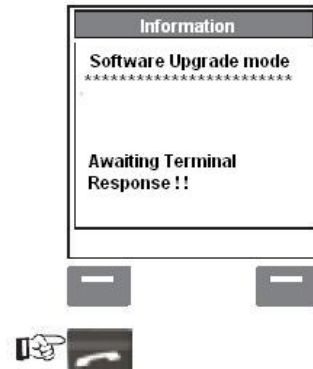 Information
Software Upgrade mode
************************
Awaiting Terminal
Response !!